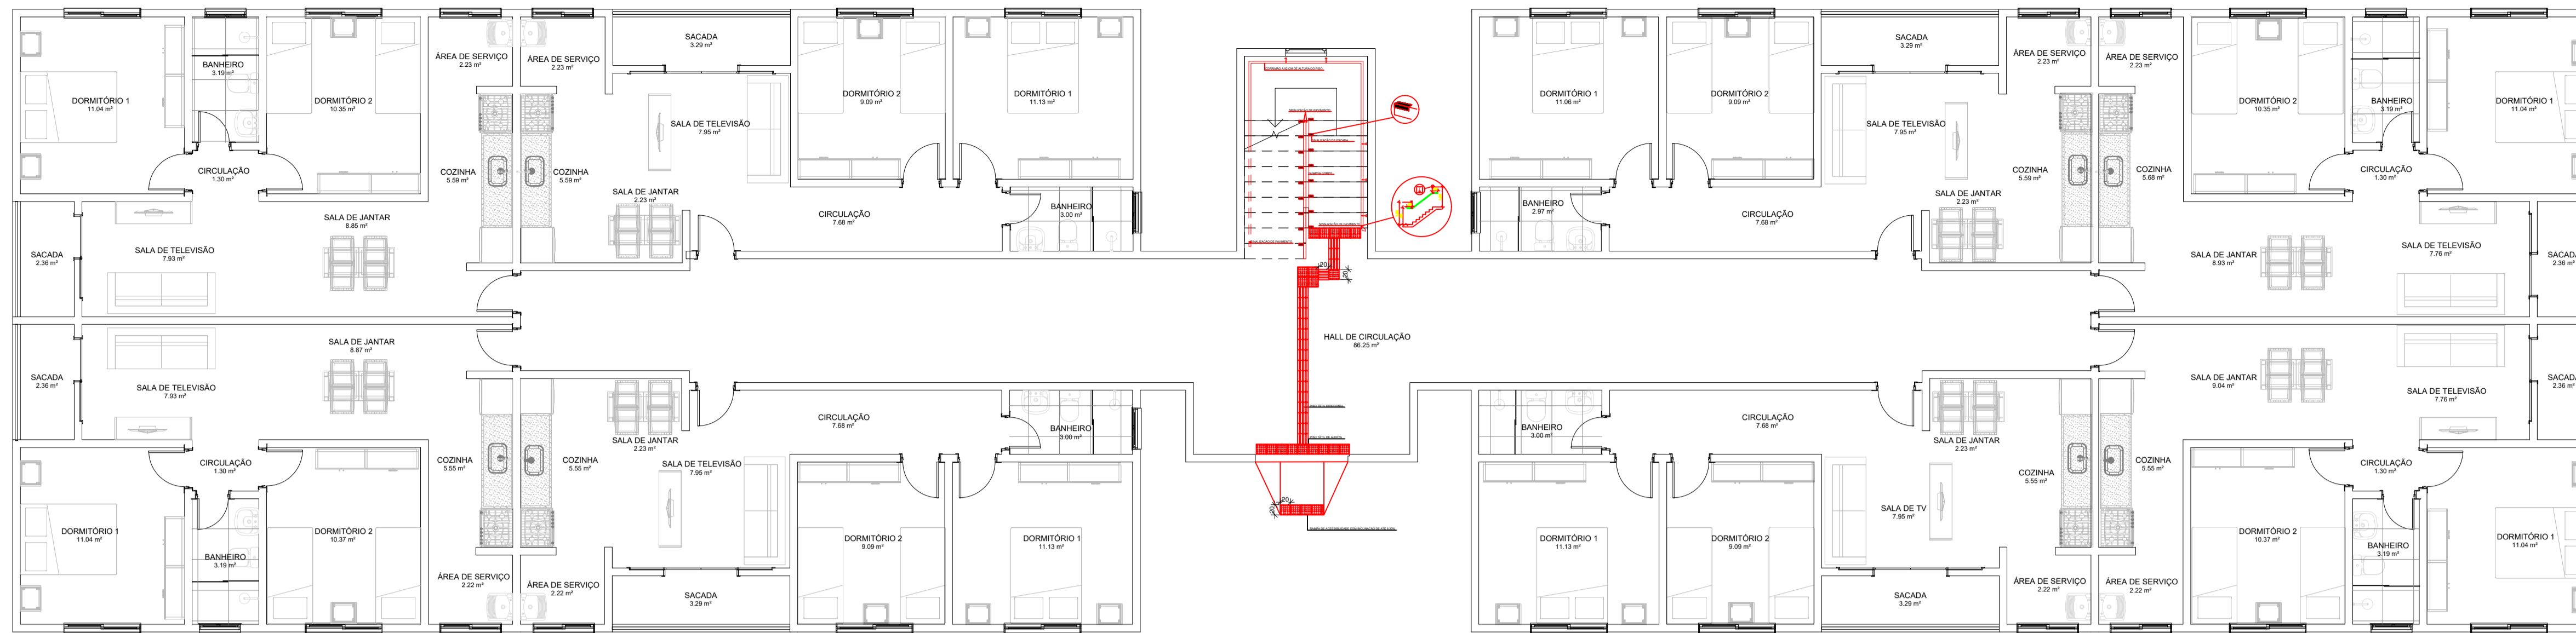 DORMITÓRIO 1
11.04 m²
BANHEIRO
3.19 m²
DORMITÓRIO 2
10.35 m²
CIRCULAÇÃO
1.30 m²
ÁREA DE SERVIÇO
2.23 m²
COZINHA
5.59 m²
SALA DE JANTAR
8.85 m²
SALA DE TELEVISÃO
7.93 m²
SACADA
2.36 m²
ÁREA DE SERVIÇO
2.23 m²
COZINHA
5.59 m²
SACADA
3.29 m²
SALA DE TELEVISÃO
7.95 m²
SALA DE JANTAR
2.23 m²
DORMITÓRIO 2
9.09 m²
DORMITÓRIO 1
11.13 m²
CIRCULAÇÃO
7.68 m²
BANHEIRO
3.00 m²
DORMITÓRIO 1
11.06 m²
DORMITÓRIO 2
9.09 m²
BANHEIRO
2.97 m²
CIRCULAÇÃO
7.68 m²
SACADA
3.29 m²
SALA DE TELEVISÃO
7.95 m²
SALA DE JANTAR
2.23 m²
ÁREA DE SERVIÇO
2.23 m²
COZINHA
5.59 m²
ÁREA DE SERVIÇO
2.23 m²
COZINHA
5.68 m²
DORMITÓRIO 2
10.35 m²
BANHEIRO
3.19 m²
DORMITÓRIO 1
11.04 m²
CIRCULAÇÃO
1.30 m²
SALA DE JANTAR
8.93 m²
SALA DE TELEVISÃO
7.76 m²
2.36 m²
20
20
HALL DE CIRCULAÇÃO
86.25 m²
20
20
SACADA
2.36 m²
SALA DE TELEVISÃO
7.93 m²
SALA DE JANTAR
8.87 m²
CIRCULAÇÃO
1.30 m²
DORMITÓRIO 1
11.04 m²
BANHEIRO
3.19 m²
DORMITÓRIO 2
10.37 m²
COZINHA
5.55 m²
ÁREA DE SERVIÇO
2.22 m²
COZINHA
5.55 m²
ÁREA DE SERVIÇO
2.22 m²
SALA DE JANTAR
2.23 m²
SALA DE TELEVISÃO
7.95 m²
SACADA
3.29 m²
CIRCULAÇÃO
7.68 m²
BANHEIRO
3.00 m²
DORMITÓRIO 2
9.09 m²
DORMITÓRIO 1
11.13 m²
BANHEIRO
3.00 m²
CIRCULAÇÃO
7.68 m²
DORMITÓRIO 1
11.13 m²
DORMITÓRIO 2
9.09 m²
SALA DE JANTAR
2.23 m²
SALA DE TV
7.95 m²
SACADA
3.29 m²
COZINHA
5.55 m²
ÁREA DE SERVIÇO
2.22 m²
COZINHA
5.55 m²
ÁREA DE SERVIÇO
2.22 m²
SALA DE JANTAR
9.04 m²
SALA DE TELEVISÃO
7.76 m²
2.36 m²
CIRCULAÇÃO
1.30 m²
DORMITÓRIO 2
10.37 m²
BANHEIRO
3.19 m²
DORMITÓRIO 1
11.04 m²